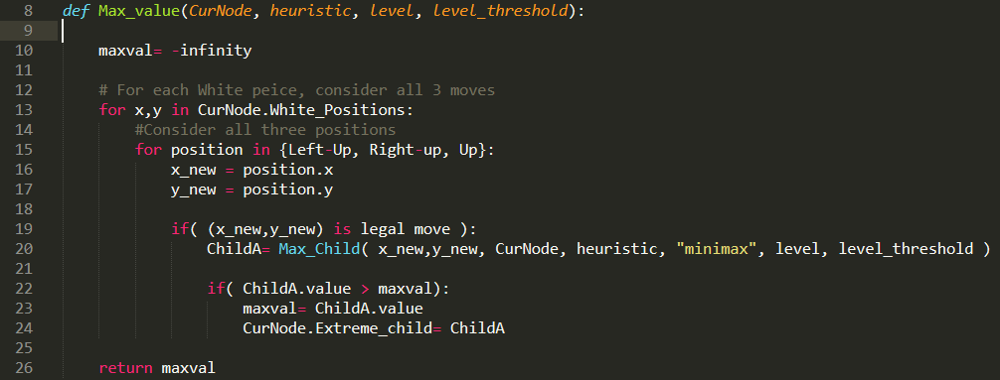 8 def Max_value(CurNode, heuristic, level, level_threshold):
9
10 maxval= -infinity
11
12 # For each White peice, consider all 3 moves
13 for x,y in CurNode.White_Positions:
14 #Consider all three positions
15 for position in {Left-Up, Right-up, Up}:
16 x_new = position.x
17 y_new = position.y
18
19 if( (x_new,y_new) is legal move ):
20 ChildA= Max_Child( x_new,y_new, CurNode, heuristic, "minimax", level, level_threshold )
21
22 if( ChildA.value > maxval):
23 maxval= ChildA.value
24 CurNode.Extreme_child= ChildA
25
26 return maxval